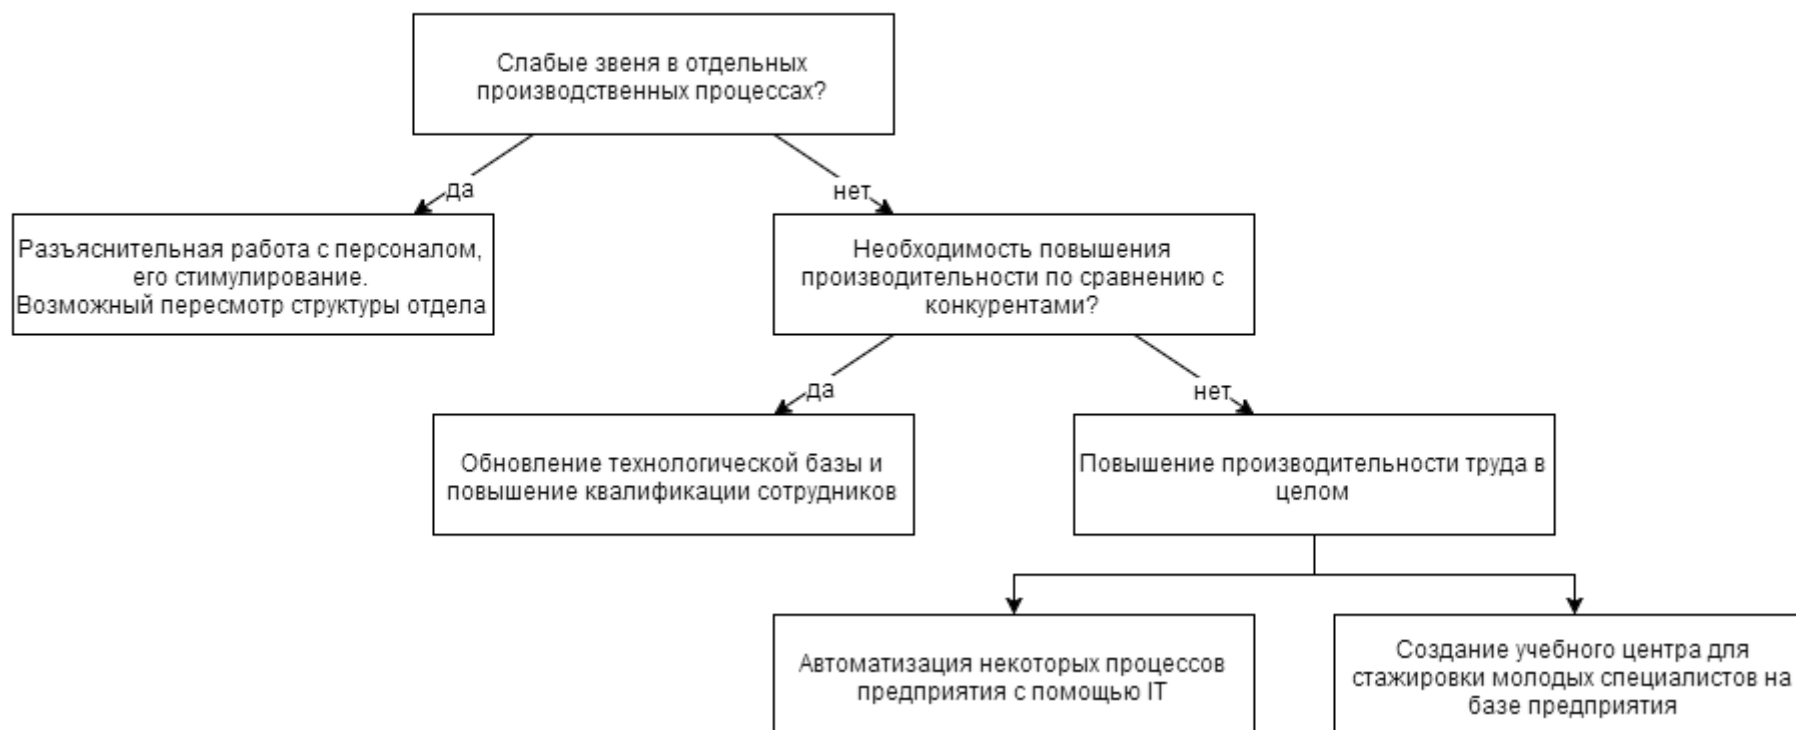 Слабые звеня в отдельных
производственных процессах?
да
нет
Разъяснительная работа с персоналом,
его стимулирование.
Возможный пересмотр структуры отдела
Необходимость повышения
производительности по сравнению с
конкурентами?
да
нет
Обновление технологической базы и
повышение квалификации сотрудников
Повышение производительности труда в
целом
Автоматизация некоторых процессов
предприятия с помощью IT
Создание учебного центра для
стажировки молодых специалистов на
базе предприятия